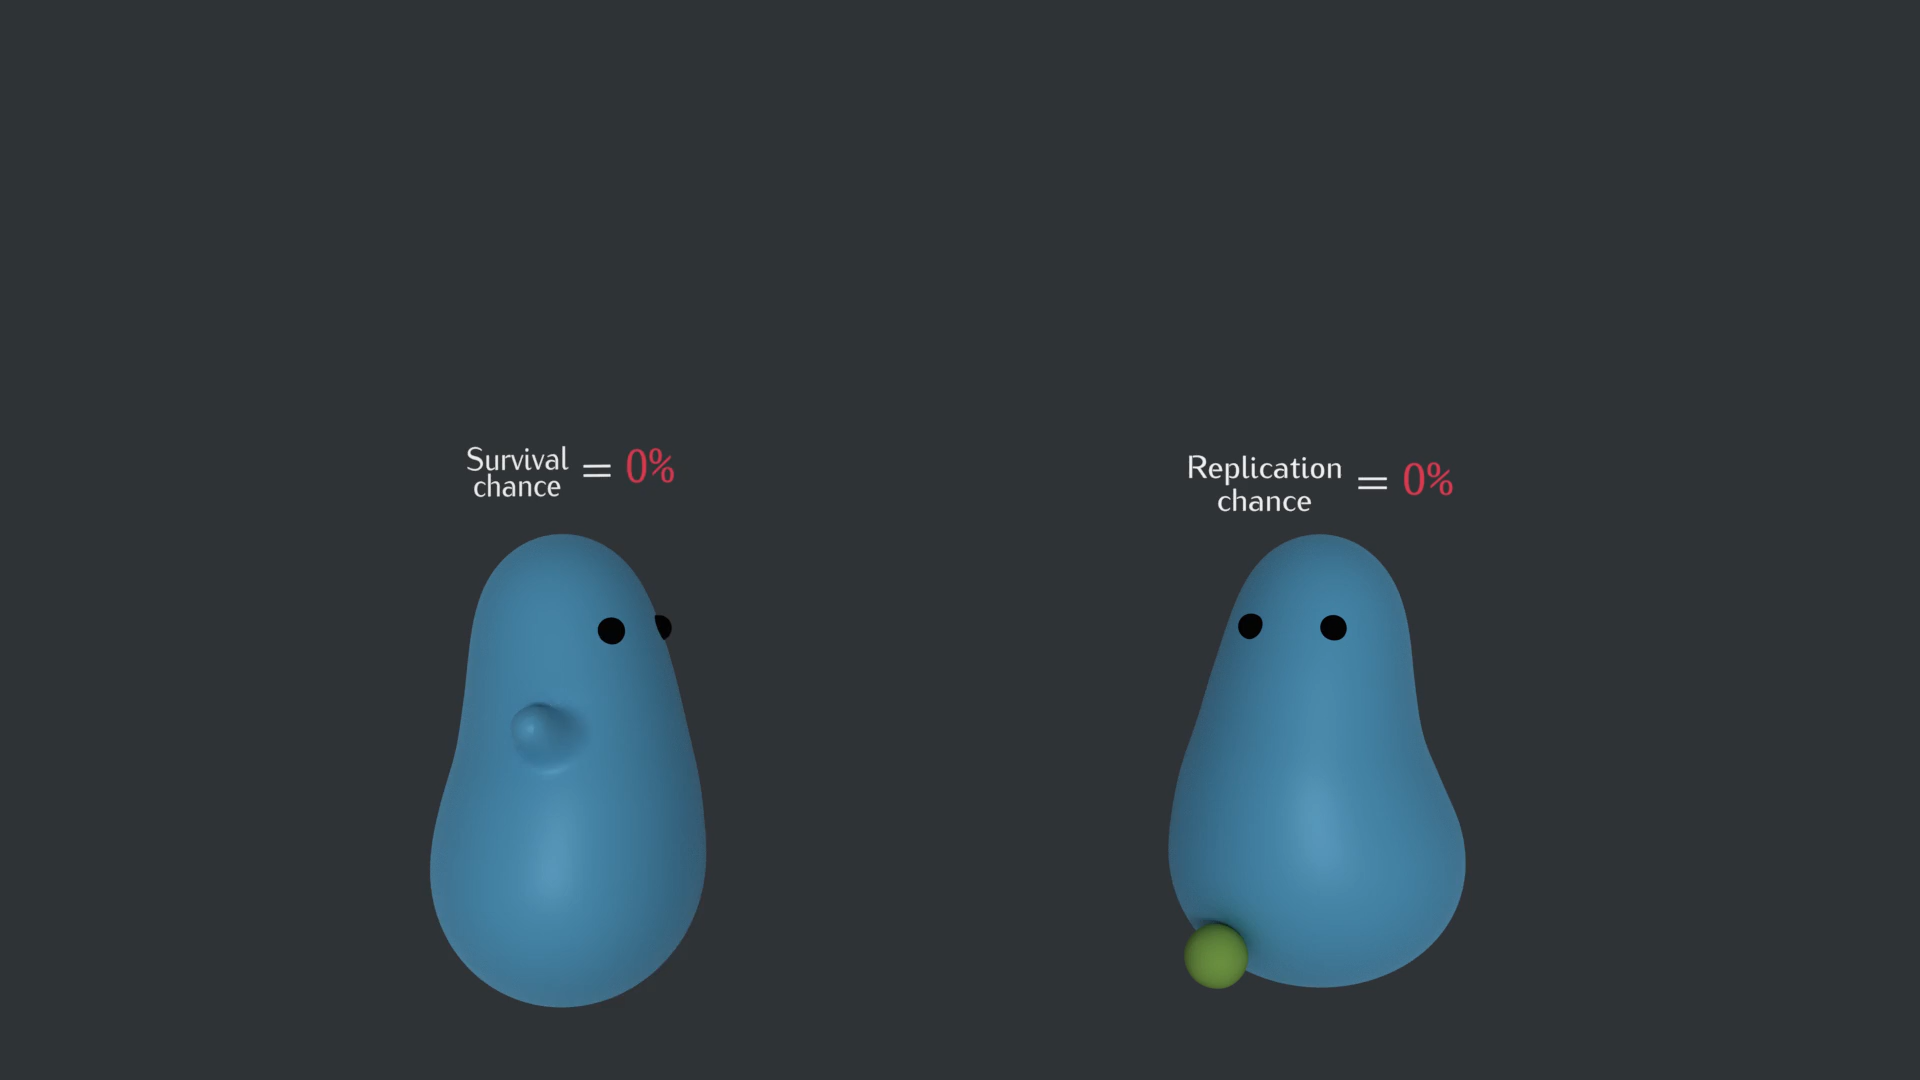 Survival
chance = 0%
Replication
chance = 0%